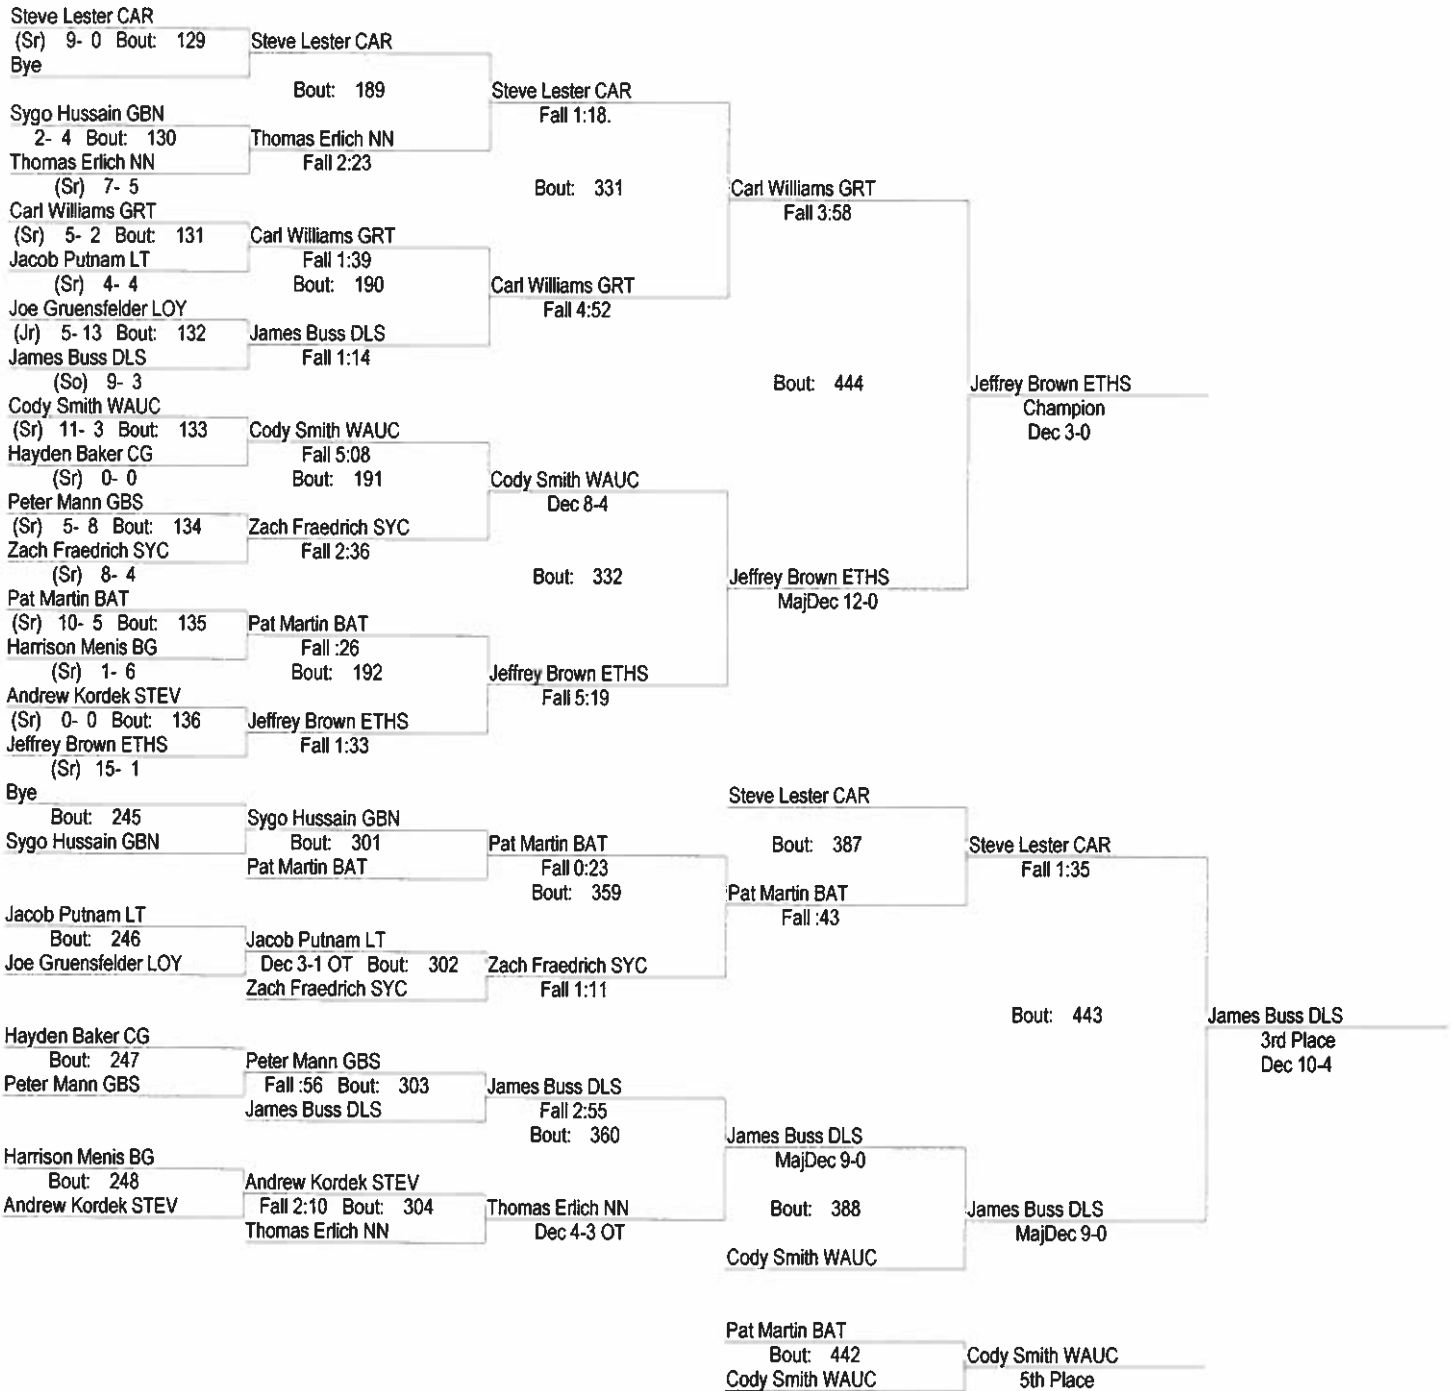 Steve Lester CAR
(Sr) 9- 0 Bout: 129
Bye
Steve Lester CAR
Bout: 189
Sygo Hussain GBN
2- 4 Bout: 130
Thomas Erlich NN
(Sr) 7- 5
Thomas Erlich NN
Fall 2:23
Steve Lester CAR
Fall 1:18.
Bout: 331
Carl Williams GRT
(Sr) 5- 2 Bout: 131
Jacob Putnam LT
(Sr) 4- 4
Carl Williams GRT
Fall 1:39
Bout: 190
Joe Gruensfelder LOY
(Jr) 5- 13 Bout: 132
James Buss DLS
(So) 9- 3
James Buss DLS
Fall 1:14
Carl Williams GRT
Fall 4:52
Carl Williams GRT
Fall 3:58
Bout: 444
Jeffrey Brown ETHS
Champion
Dec 3-0
Cody Smith WAUC
(Sr) 11- 3 Bout: 133
Hayden Baker CG
(Sr) 0- 0
Cody Smith WAUC
Fall 5:08
Bout: 191
Peter Mann GBS
(Sr) 5- 8 Bout: 134
Zach Fraedrich SYC
(Sr) 8- 4
Zach Fraedrich SYC
Fall 2:36
Cody Smith WAUC
Dec 8-4
Bout: 332
Jeffrey Brown ETHS
MajDec 12-0
Pat Martin BAT
(Sr) 10- 5 Bout: 135
Harrison Menis BG
(Sr) 1- 6
Pat Martin BAT
Fall :26
Bout: 192
Andrew Kordek STEV
(Sr) 0- 0 Bout: 136
Jeffrey Brown ETHS
(Sr) 15- 1
Jeffrey Brown ETHS
Fall 1:33
Jeffrey Brown ETHS
Fall 5:19
Bye
Bout: 245
Sygo Hussain GBN
Sygo Hussain GBN
Bout: 301
Pat Martin BAT
Pat Martin BAT
Fall 0:23
Bout: 359
Jacob Putnam LT
Bout: 246
Joe Gruensfelder LOY
Jacob Putnam LT
Dec 3-1 OT Bout: 302
Zach Fraedrich SYC
Zach Fraedrich SYC
Fall 1:11
Steve Lester CAR
Bout: 387
Pat Martin BAT
Fall :43
Steve Lester CAR
Fall 1:35
Bout: 443
James Buss DLS
3rd Place
Dec 10-4
Hayden Baker CG
Bout: 247
Peter Mann GBS
Peter Mann GBS
Fall :56 Bout: 303
James Buss DLS
James Buss DLS
Fall 2:55
Bout: 360
Harrison Menis BG
Bout: 248
Andrew Kordek STEV
Andrew Kordek STEV
Fall 2:10 Bout: 304
Thomas Erlich NN
Thomas Erlich NN
Dec 4-3 OT
James Buss DLS
MajDec 9-0
Bout: 388
Cody Smith WAUC
James Buss DLS
MajDec 9-0
Pat Martin BAT
Bout: 442
Cody Smith WAUC
Cody Smith WAUC
5th Place